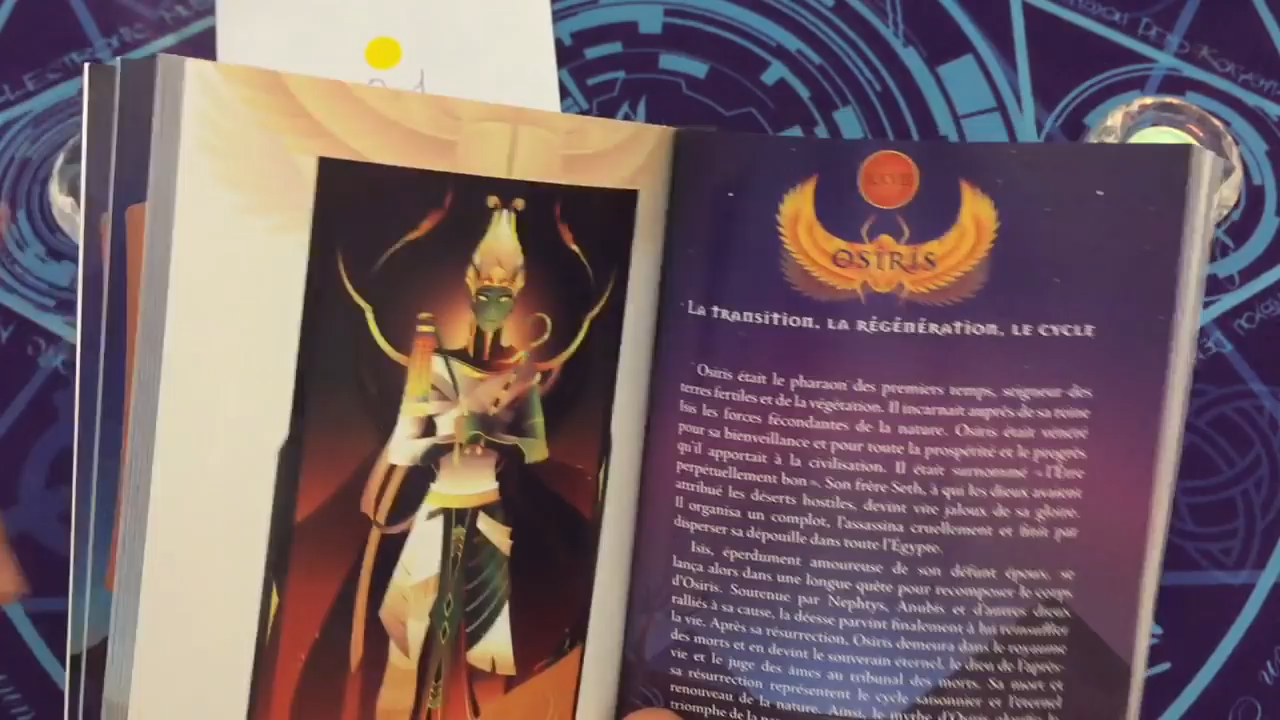 OSIRIS
La transition, la régénération, le cycle
Osiris était le pharaon des premiers temps, seigneur des
terres fertiles et de la végétation. Il incarnait auprès de sa reine
Isis les forces fécondantes de la nature. Osiris était vénéré
pour sa bienveillance et pour toute la prospérité et le progrès
qu'il apportait à la civilisation. Il était surnommé « l'Être
perpétuellement bon ». Son frère Seth, à qui les dieux avaient
attribué les déserts hostiles, devint vite jaloux de sa gloire.
Il organisa un complot, l'assassina cruellement et finit par
disperser sa dépouille dans toute l'Égypte.
Isis, éperdument amoureuse de son défunt époux, se
lança alors dans une longue quête pour recomposer le corps
d'Osiris. Soutenue par Nephtys, Anubis et d'autres dieux
ralliés à sa cause, la déesse parvint finalement à lui réinsuffler
la vie. Après sa résurrection, Osiris demeura dans le royaume
des morts et en devint le souverain éternel, le dieu de l'après-
vie et le juge des âmes au tribunal des morts. Sa mort et
sa résurrection représentent le cycle saisonnier et l'éternel
renouveau de la nature. Ainsi, le mythe d'Osiris
triomphe de la